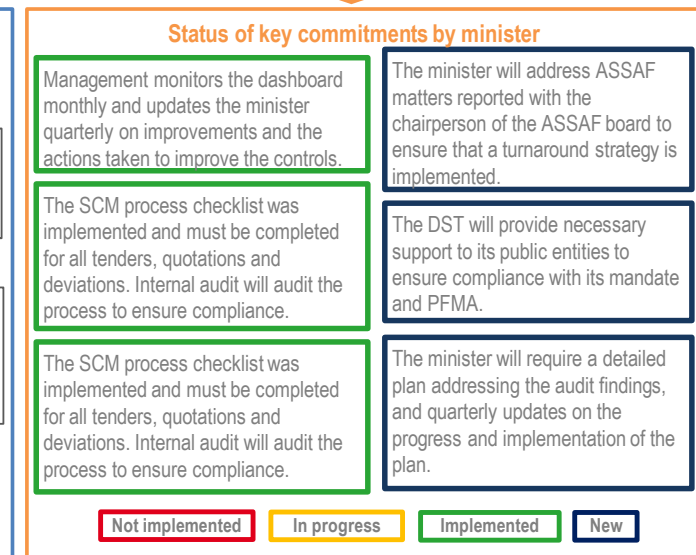 Status of key commitments by minister
Management monitors the dashboard
monthly and updates the minister
quarterly on improvements and the
actions taken to improve the controls.
The SCM process checklist was
implemented and must be completed
for all tenders, quotations and
deviations. Internal audit will audit the
process to ensure compliance.
The SCM process checklist was
implemented and must be completed
for all tenders, quotations and
deviations. Internal audit will audit the
process to ensure compliance.
The minister will address ASSAF
matters reported with the
chairperson of the ASSAF board to
ensure that a turnaround strategy is
implemented.
The DST will provide necessary
support to its public entities to
ensure compliance with its mandate
and PFMA.
The minister will require a detailed
plan addressing the audit findings,
and quarterly updates on the
progress and implementation of the
plan.
Not implemented
In progress
Implemented
New